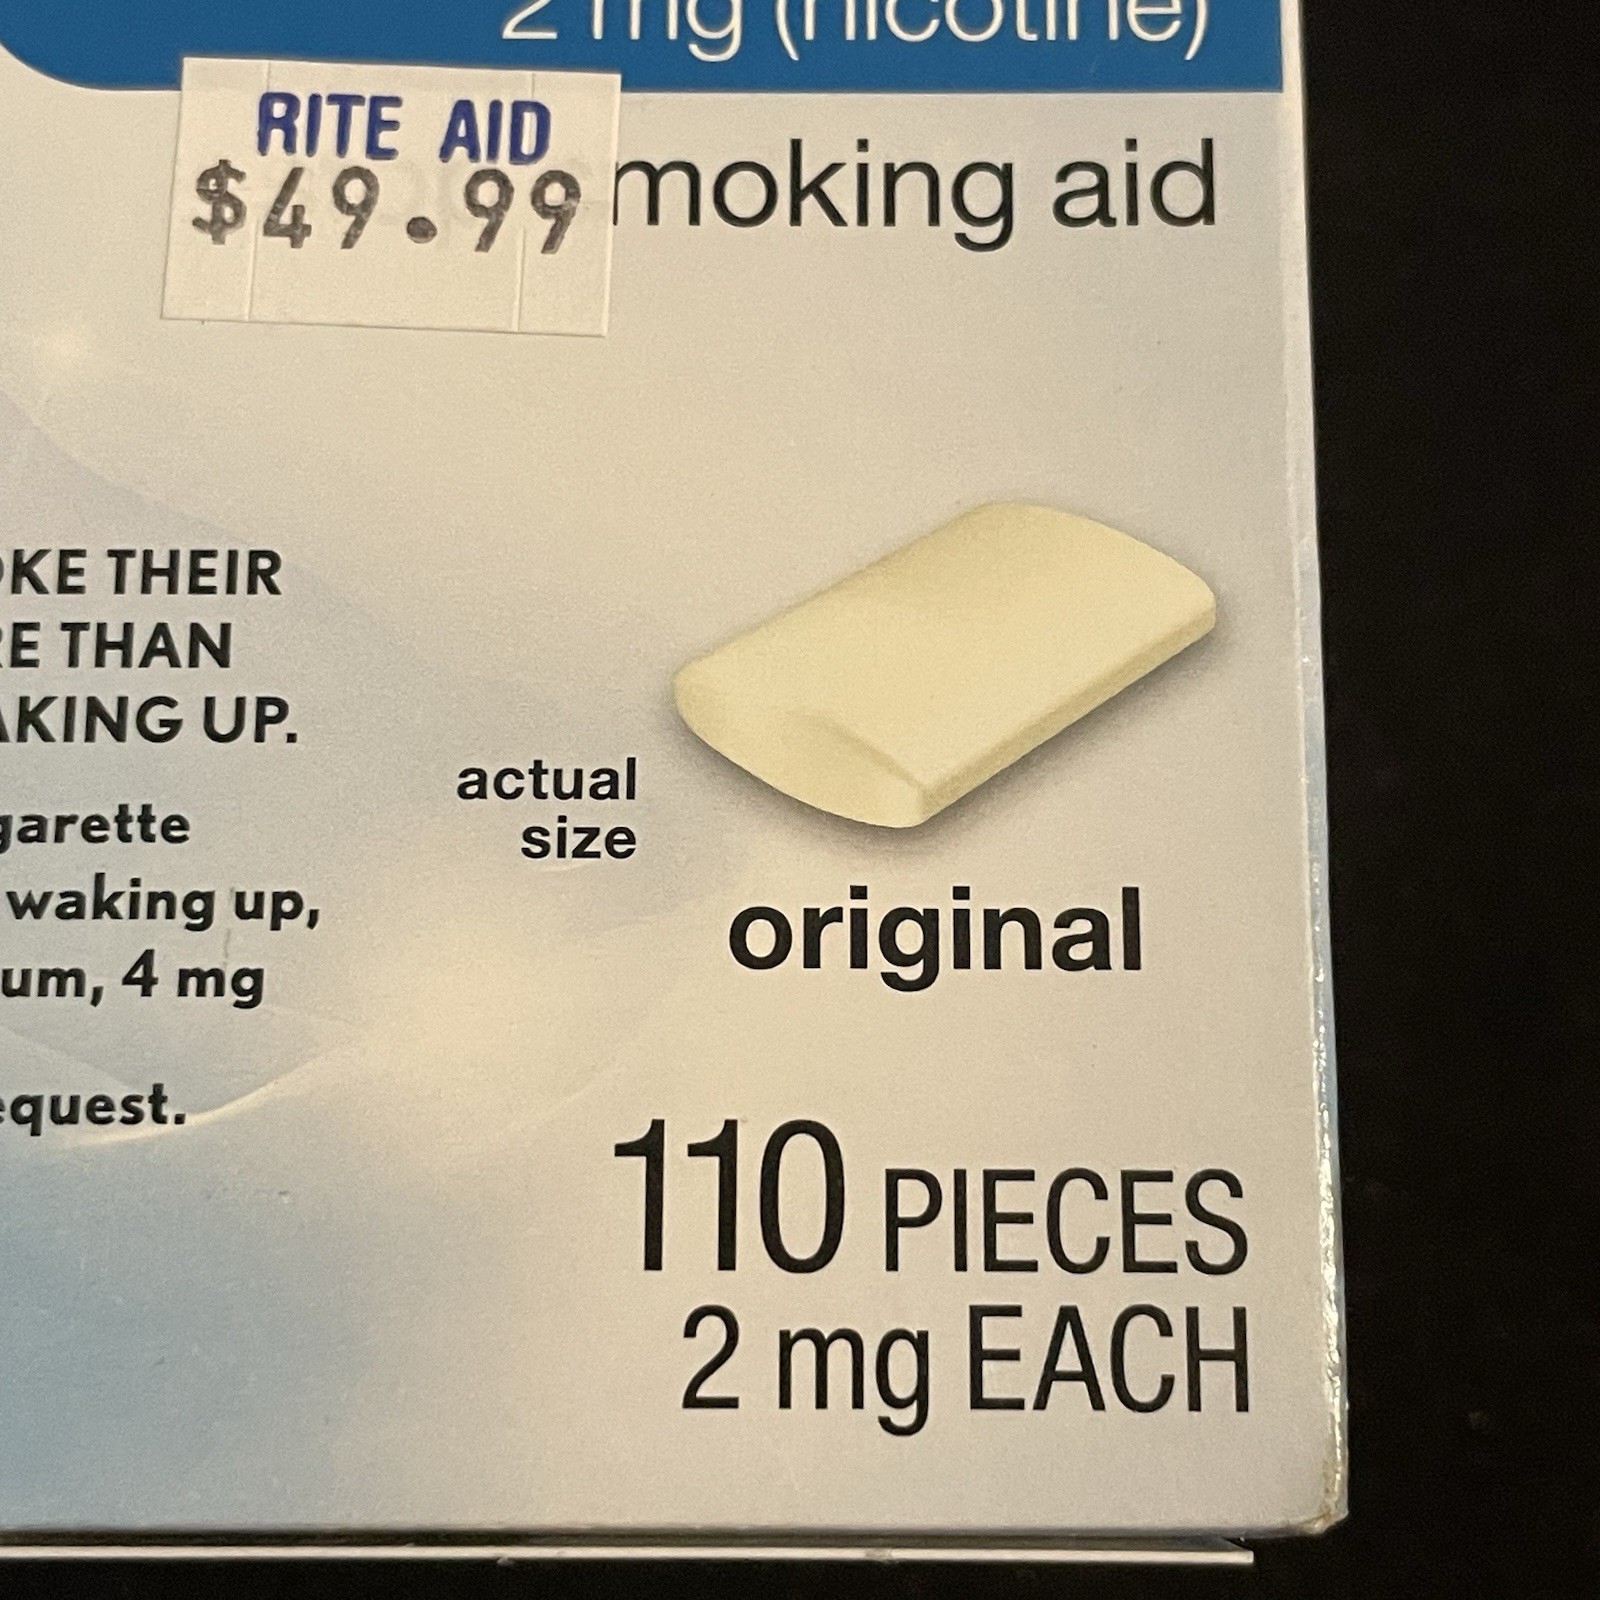 2 mg (nicotine)
RITE AID
$49.99
moking aid
OKE THEIR
RE THAN
AKING UP.
garette
waking up,
um, 4 mg
equest.
actual
size
original
110 PIECES
2 mg EACH